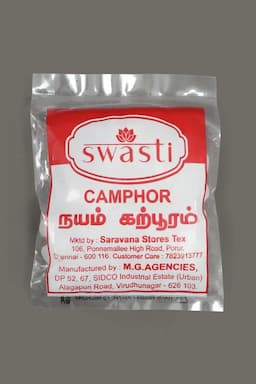 swasti
CAMPHOR
நயம் கற்பூரம்
Mktd by : Saravana Stores Tex
106, Ponnamallee High Road, Porur,
Chennai - 600 116. Customer Care : 7823913777
Manufactured by : M.G.AGENCIES,
DP 52, 67, SIDCO Industrial Estate (Urban)
Alagapuri Road, Virudhunagar - 626 103.